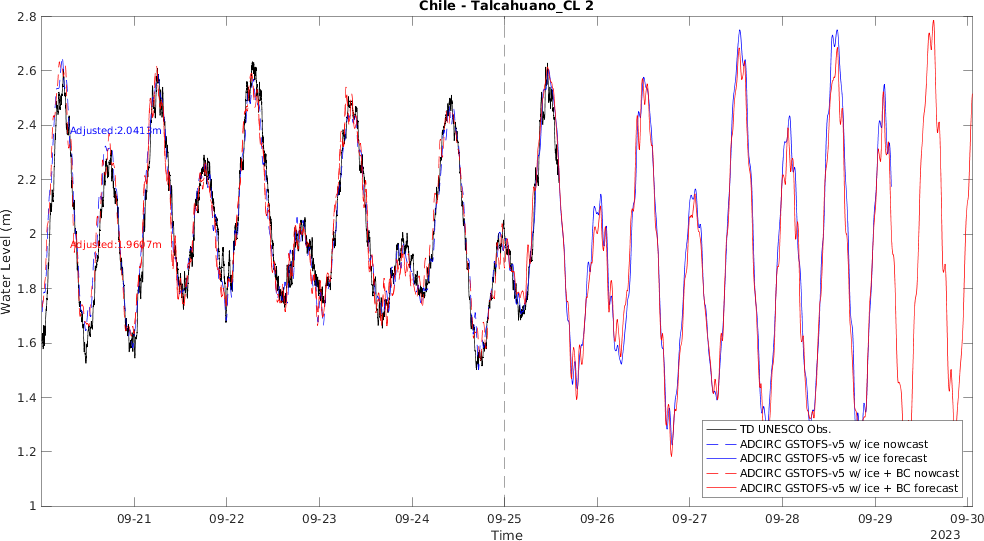 Chile - Talcahuano_CL 2
Water Level (m)
2.8
2.6
2.4
2.2
2
1.8
1.6
1.4
1.2
1
Adjusted:2.0413m
Adjusted:1.9607m
TD UNESCO Obs.
ADCIRC GSTOFS-v5 w/ ice nowcast
ADCIRC GSTOFS-v5 w/ ice forecast
ADCIRC GSTOFS-v5 w/ ice + BC nowcast
ADCIRC GSTOFS-v5 w/ ice + BC forecast
09-21 09-22 09-23 09-24 09-25 09-26 09-27 09-28 09-29 09-30
Time
2023